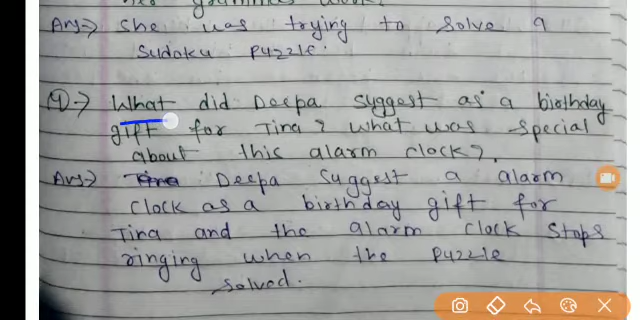 Ans:-> She was trying to solve a
Sudoku puzzle.
Q-> What did Deepa suggest as a birthday
gift for Tina? What was special
about this alarm clock?
Ans-> Deepa suggest a alarm
clock as a birthday gift for
Tina and the alarm clock stops
ringing when the puzzle
solved.